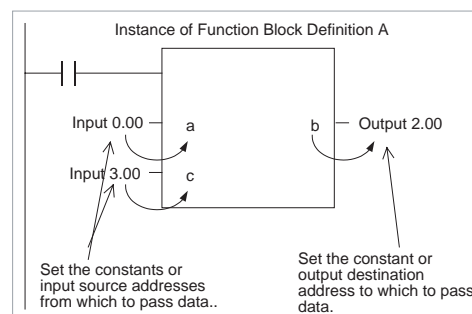 Instance of Function Block Definition A
Input 0.00
a
b
Output 2.00
Input 3.00
c
Set the constants or
input source addresses
from which to pass data..
Set the constant or
output destination
address to which to pass
data.